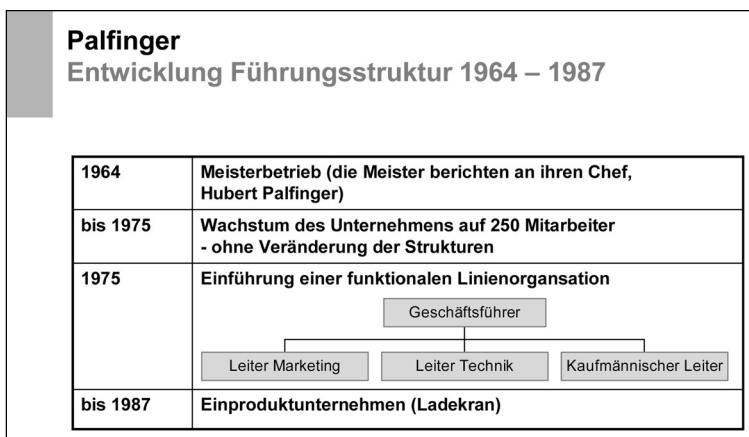 Palfinger
Entwicklung Führungsstruktur 1964 – 1987
1964
Meisterbetrieb (die Meister berichten an ihren Chef,
Hubert Palfinger)
bis 1975
Wachstum des Unternehmens auf 250 Mitarbeiter
- ohne Veränderung der Strukturen
1975
Einführung einer funktionalen Linienorgansation
Geschäftsführer
Leiter Marketing
Leiter Technik
Kaufmännischer Leiter
bis 1987
Einproduktunternehmen (Ladekran)